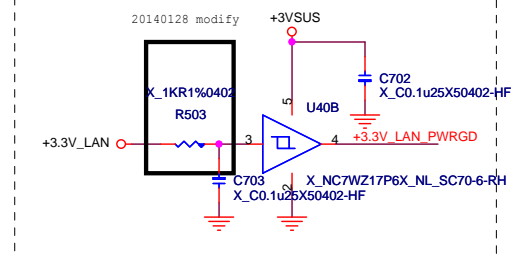 20140128 modify
+3VSUS
C702
X_C0.1u25X50402-HF
X_1KR1%0402
R503
5
U40B
+3.3V_LAN
3
4
+3.3V_LAN_PWRGD
2
C703
X_C0.1u25X50402-HF
X_NC7WZ17P6X_NL_SC70-6-RH